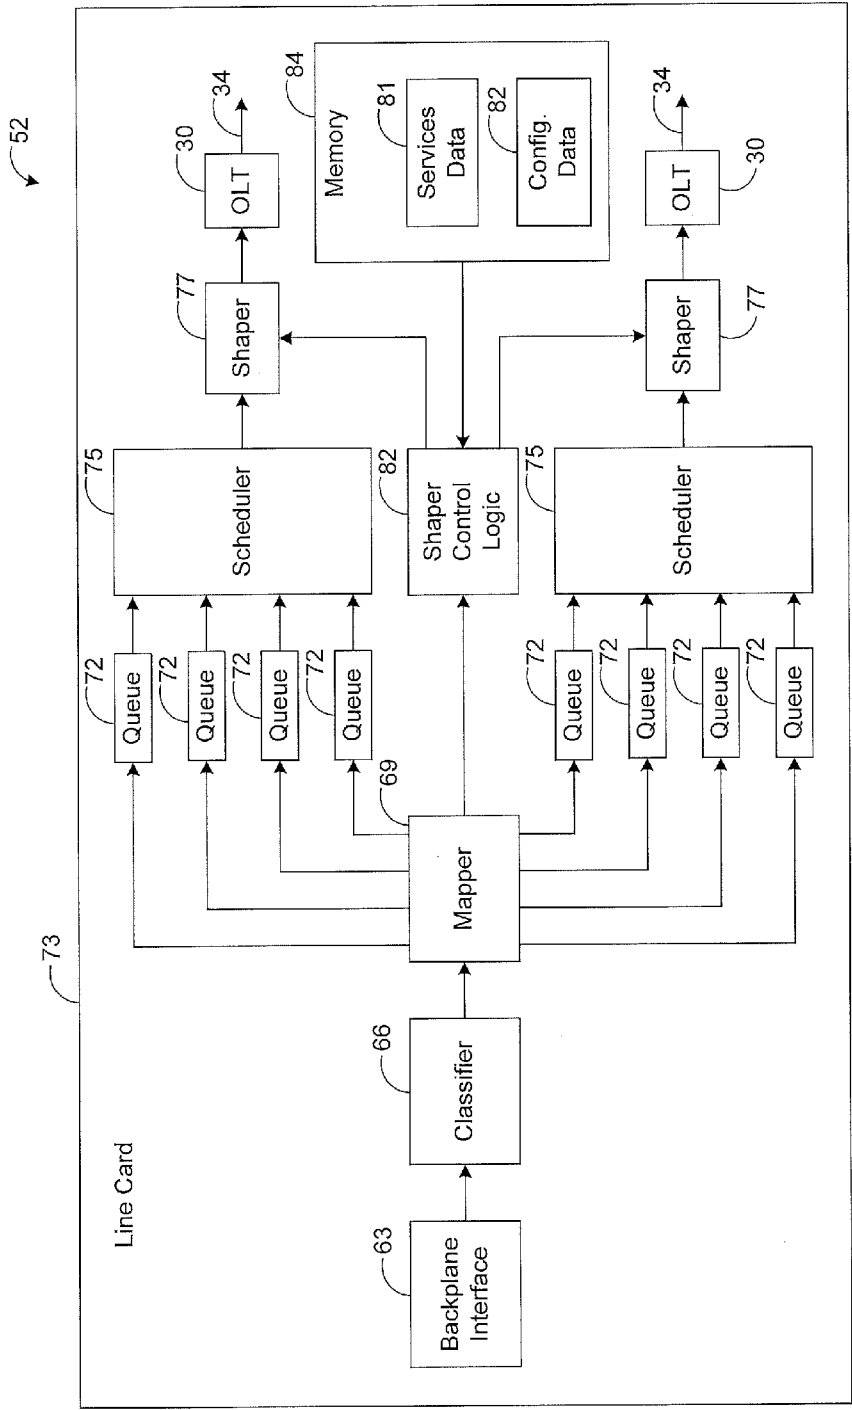 52
73
Line Card
63
Backplane
Interface
66
Classifier
69
Mapper
72
Queue
72
Queue
72
Queue
72
Queue
72
Queue
72
Queue
72
Queue
72
Queue
75
Scheduler
82
Shaper
Control
Logic
75
Scheduler
77
Shaper
77
Shaper
30
OLT
34
84
Memory
81
Services
Data
82
Config.
Data
30
OLT
34